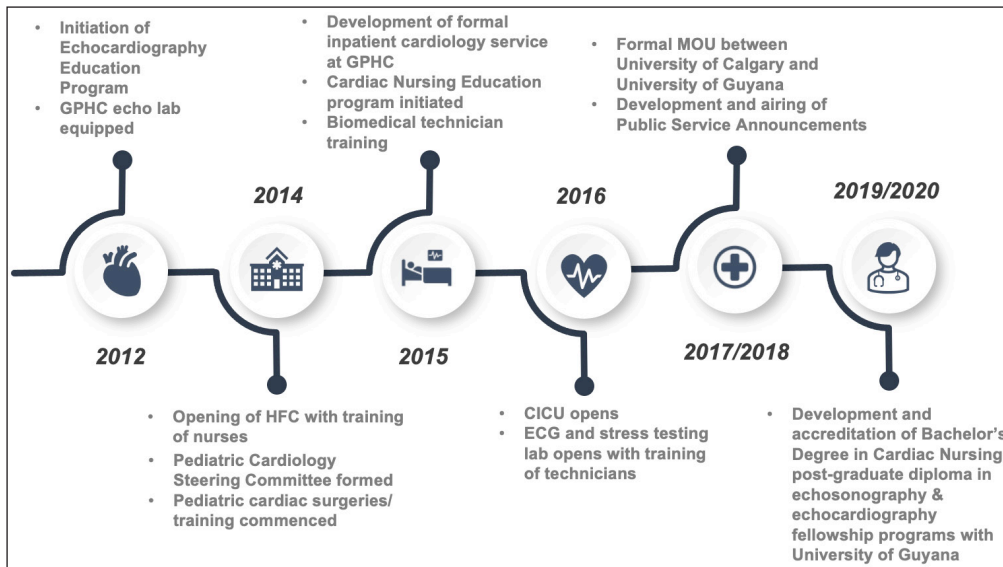 • Initiation of
Echocardiography
Education
Program
• GPHC echo lab
equipped
2012
2014
• Opening of HFC with training
of nurses
• Pediatric Cardiology
Steering Committee formed
• Pediatric cardiac surgeries/
training commenced
• Development of formal
inpatient cardiology service
at GPHC
• Cardiac Nursing Education
program initiated
• Biomedical technician
training
2015
2016
• CICU opens
• ECG and stress testing
lab opens with training
of technicians
• Formal MOU between
University of Calgary and
University of Guyana
• Development and airing of
Public Service Announcements
2017/2018
2019/2020
• Development and
accreditation of Bachelor's
Degree in Cardiac Nursing,
post-graduate diploma in
echosonography &
echocardiography
fellowship programs with
University of Guyana